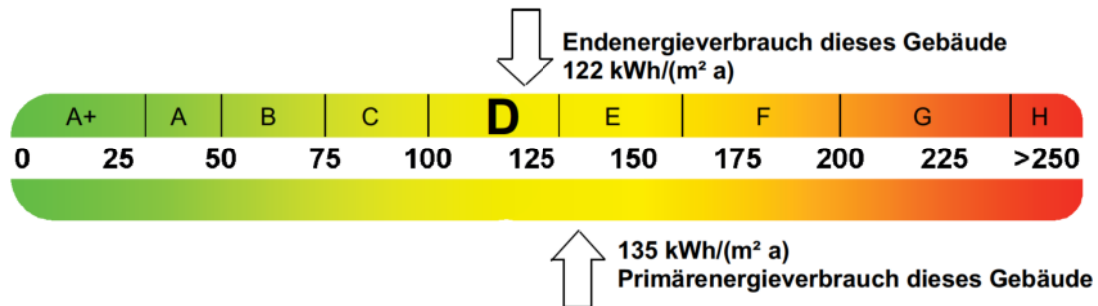 Endenergieverbrauch dieses Gebäude
122 kWh/(m² a)
A+ A B C D E F G H
0 25 50 75 100 125 150 175 200 225 >250
135 kWh/(m² a)
Primärenergieverbrauch dieses Gebäude